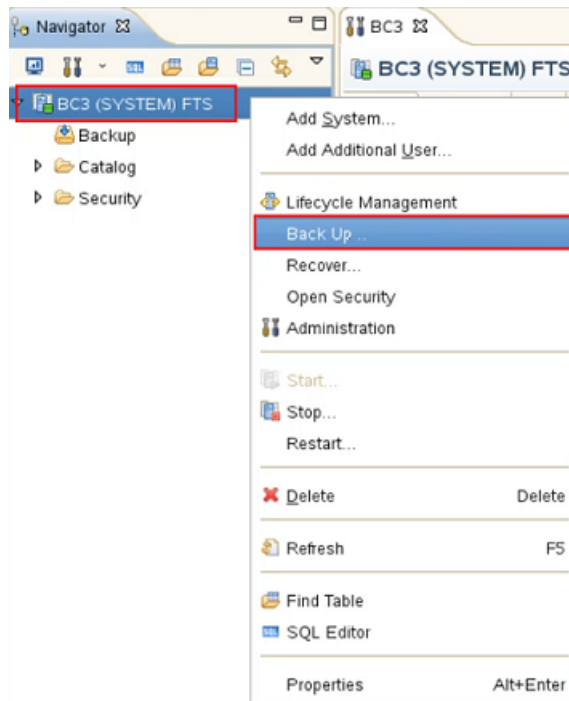 Navigator
BC3
BC3 (SYSTEM) FTS
SQL
BC3 (SYSTEM) FTS
Backup
Catalog
Security
Add System...
Add Additional User...
Lifecycle Management
Back Up ..
Recover...
Open Security
Administration
Start...
Stop...
Restart...
Delete Delete
Refresh F5
Find Table
SQL SQL Editor
Properties Alt+Enter